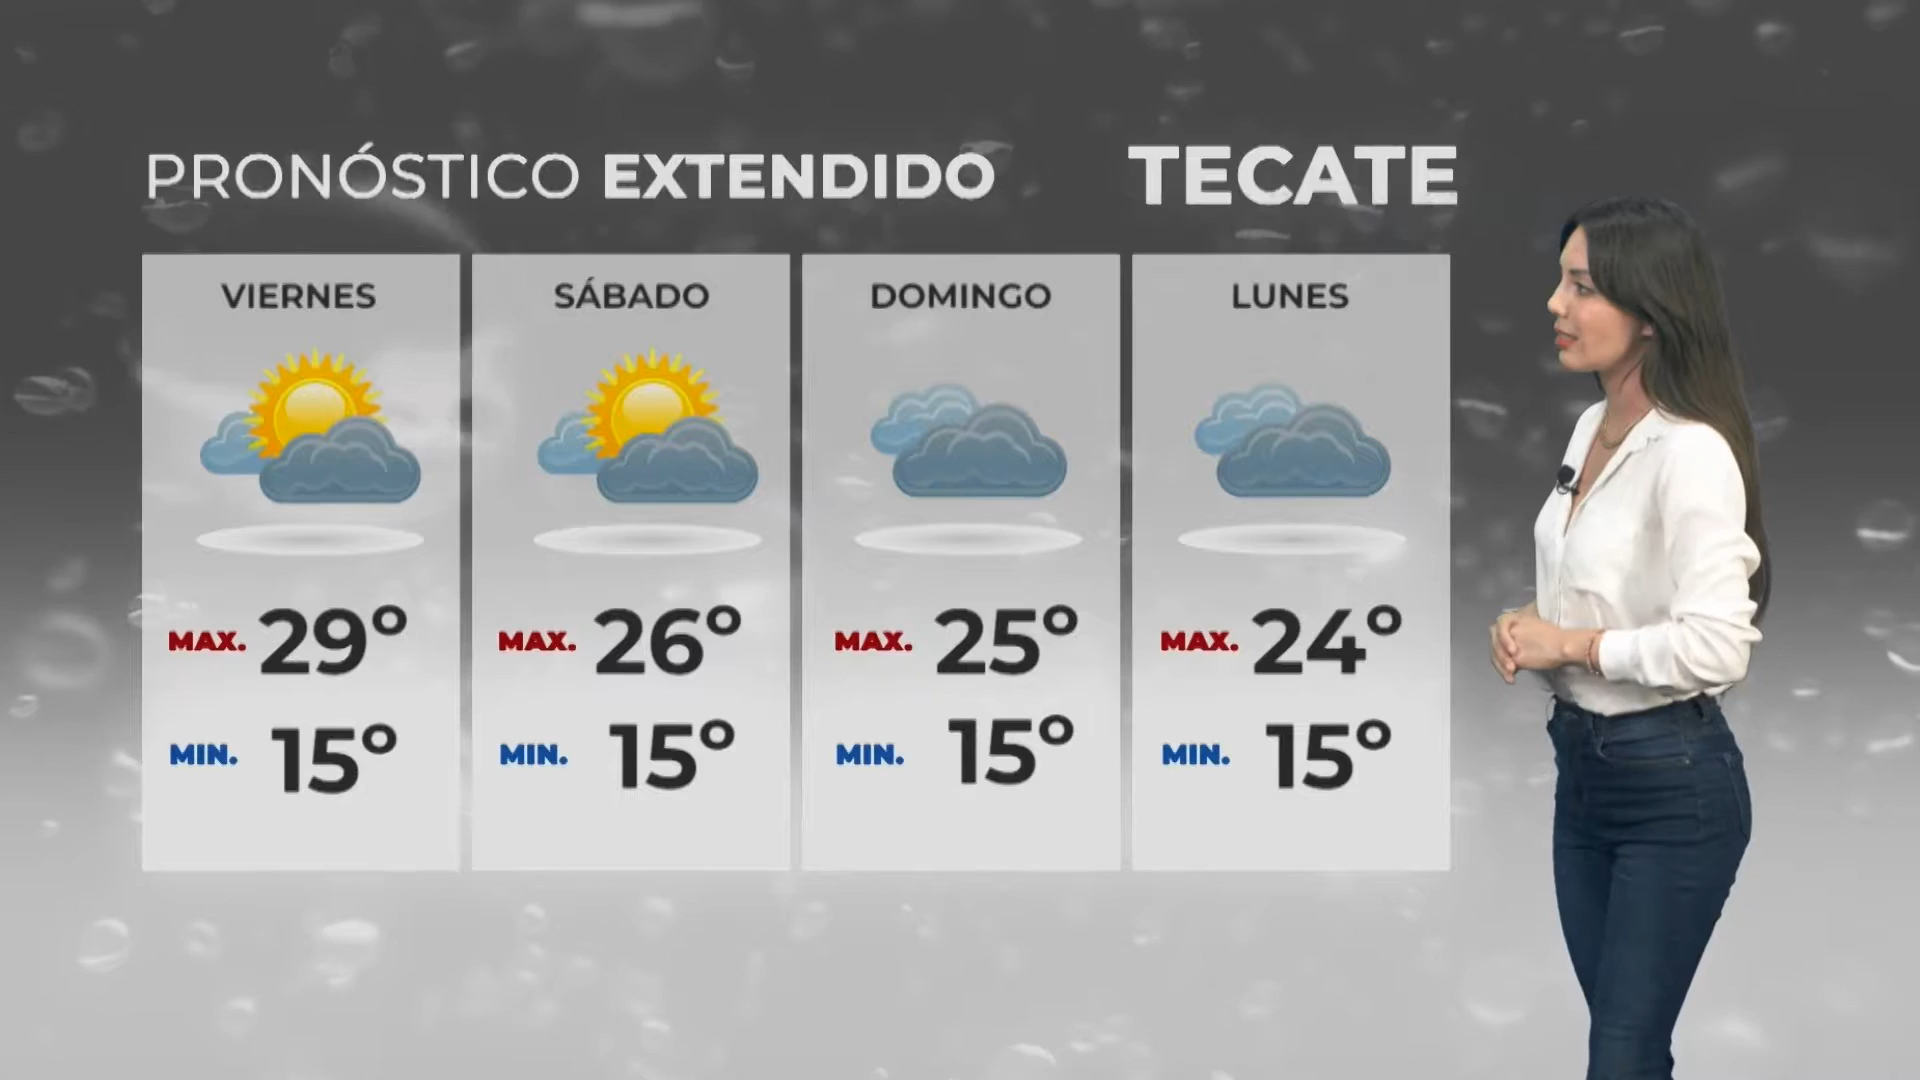 PRONÓSTICO EXTENDIDO
TECATE
VIERNES
MAX. 29°
MIN. 15°
SÁBADO
MAX. 26°
MIN. 15°
DOMINGO
MAX. 25°
MIN. 15°
LUNES
MAX. 24°
MIN. 15°